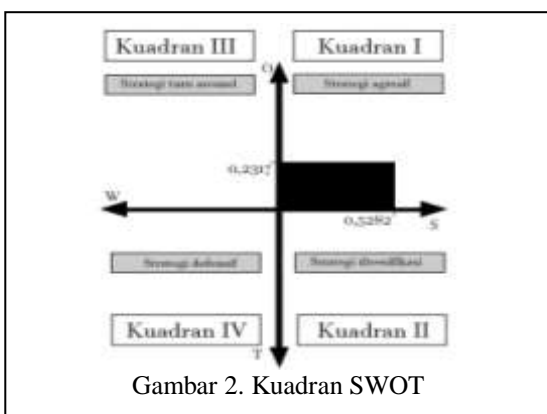 Kuadran III
Kuadran I
O
Strategi turn around
Strategi agresif
0,2317
W
0,5282
S
Strategi defensif
Strategi diversifikasi
Kuadran IV
Kuadran II
T
Gambar 2. Kuadran SWOT